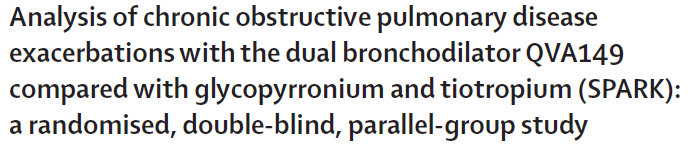 Analysis of chronic obstructive pulmonary disease
exacerbations with the dual bronchodilator QVA149
compared with glycopyrronium and tiotropium (SPARK):
a randomised, double-blind, parallel-group study